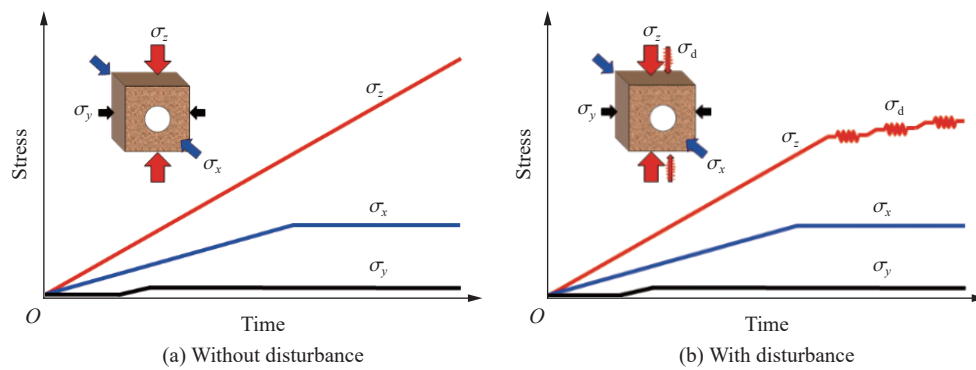 Stress
σz
σy
σx
σz
σx
σy
O
Time
(a) Without disturbance
Stress
σz
σd
σy
σx
σz
σd
σx
σy
O
Time
(b) With disturbance